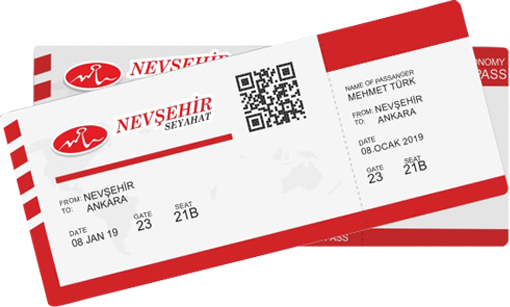 NEVŞEHİR
ONOMY
PASS
NEVŞEHİR
SEYAHAT
FROM: NEVŞEHİR
TO: ANKARA
DATE GATE SEAT
08 JAN 19 23 21B
NAME OF PASSANGER
MEHMET TÜRK
FROM: NEVŞEHİR
TO: ANKARA
DATE
08.OCAK 2019
GATE SEAT
23 21B
PASS